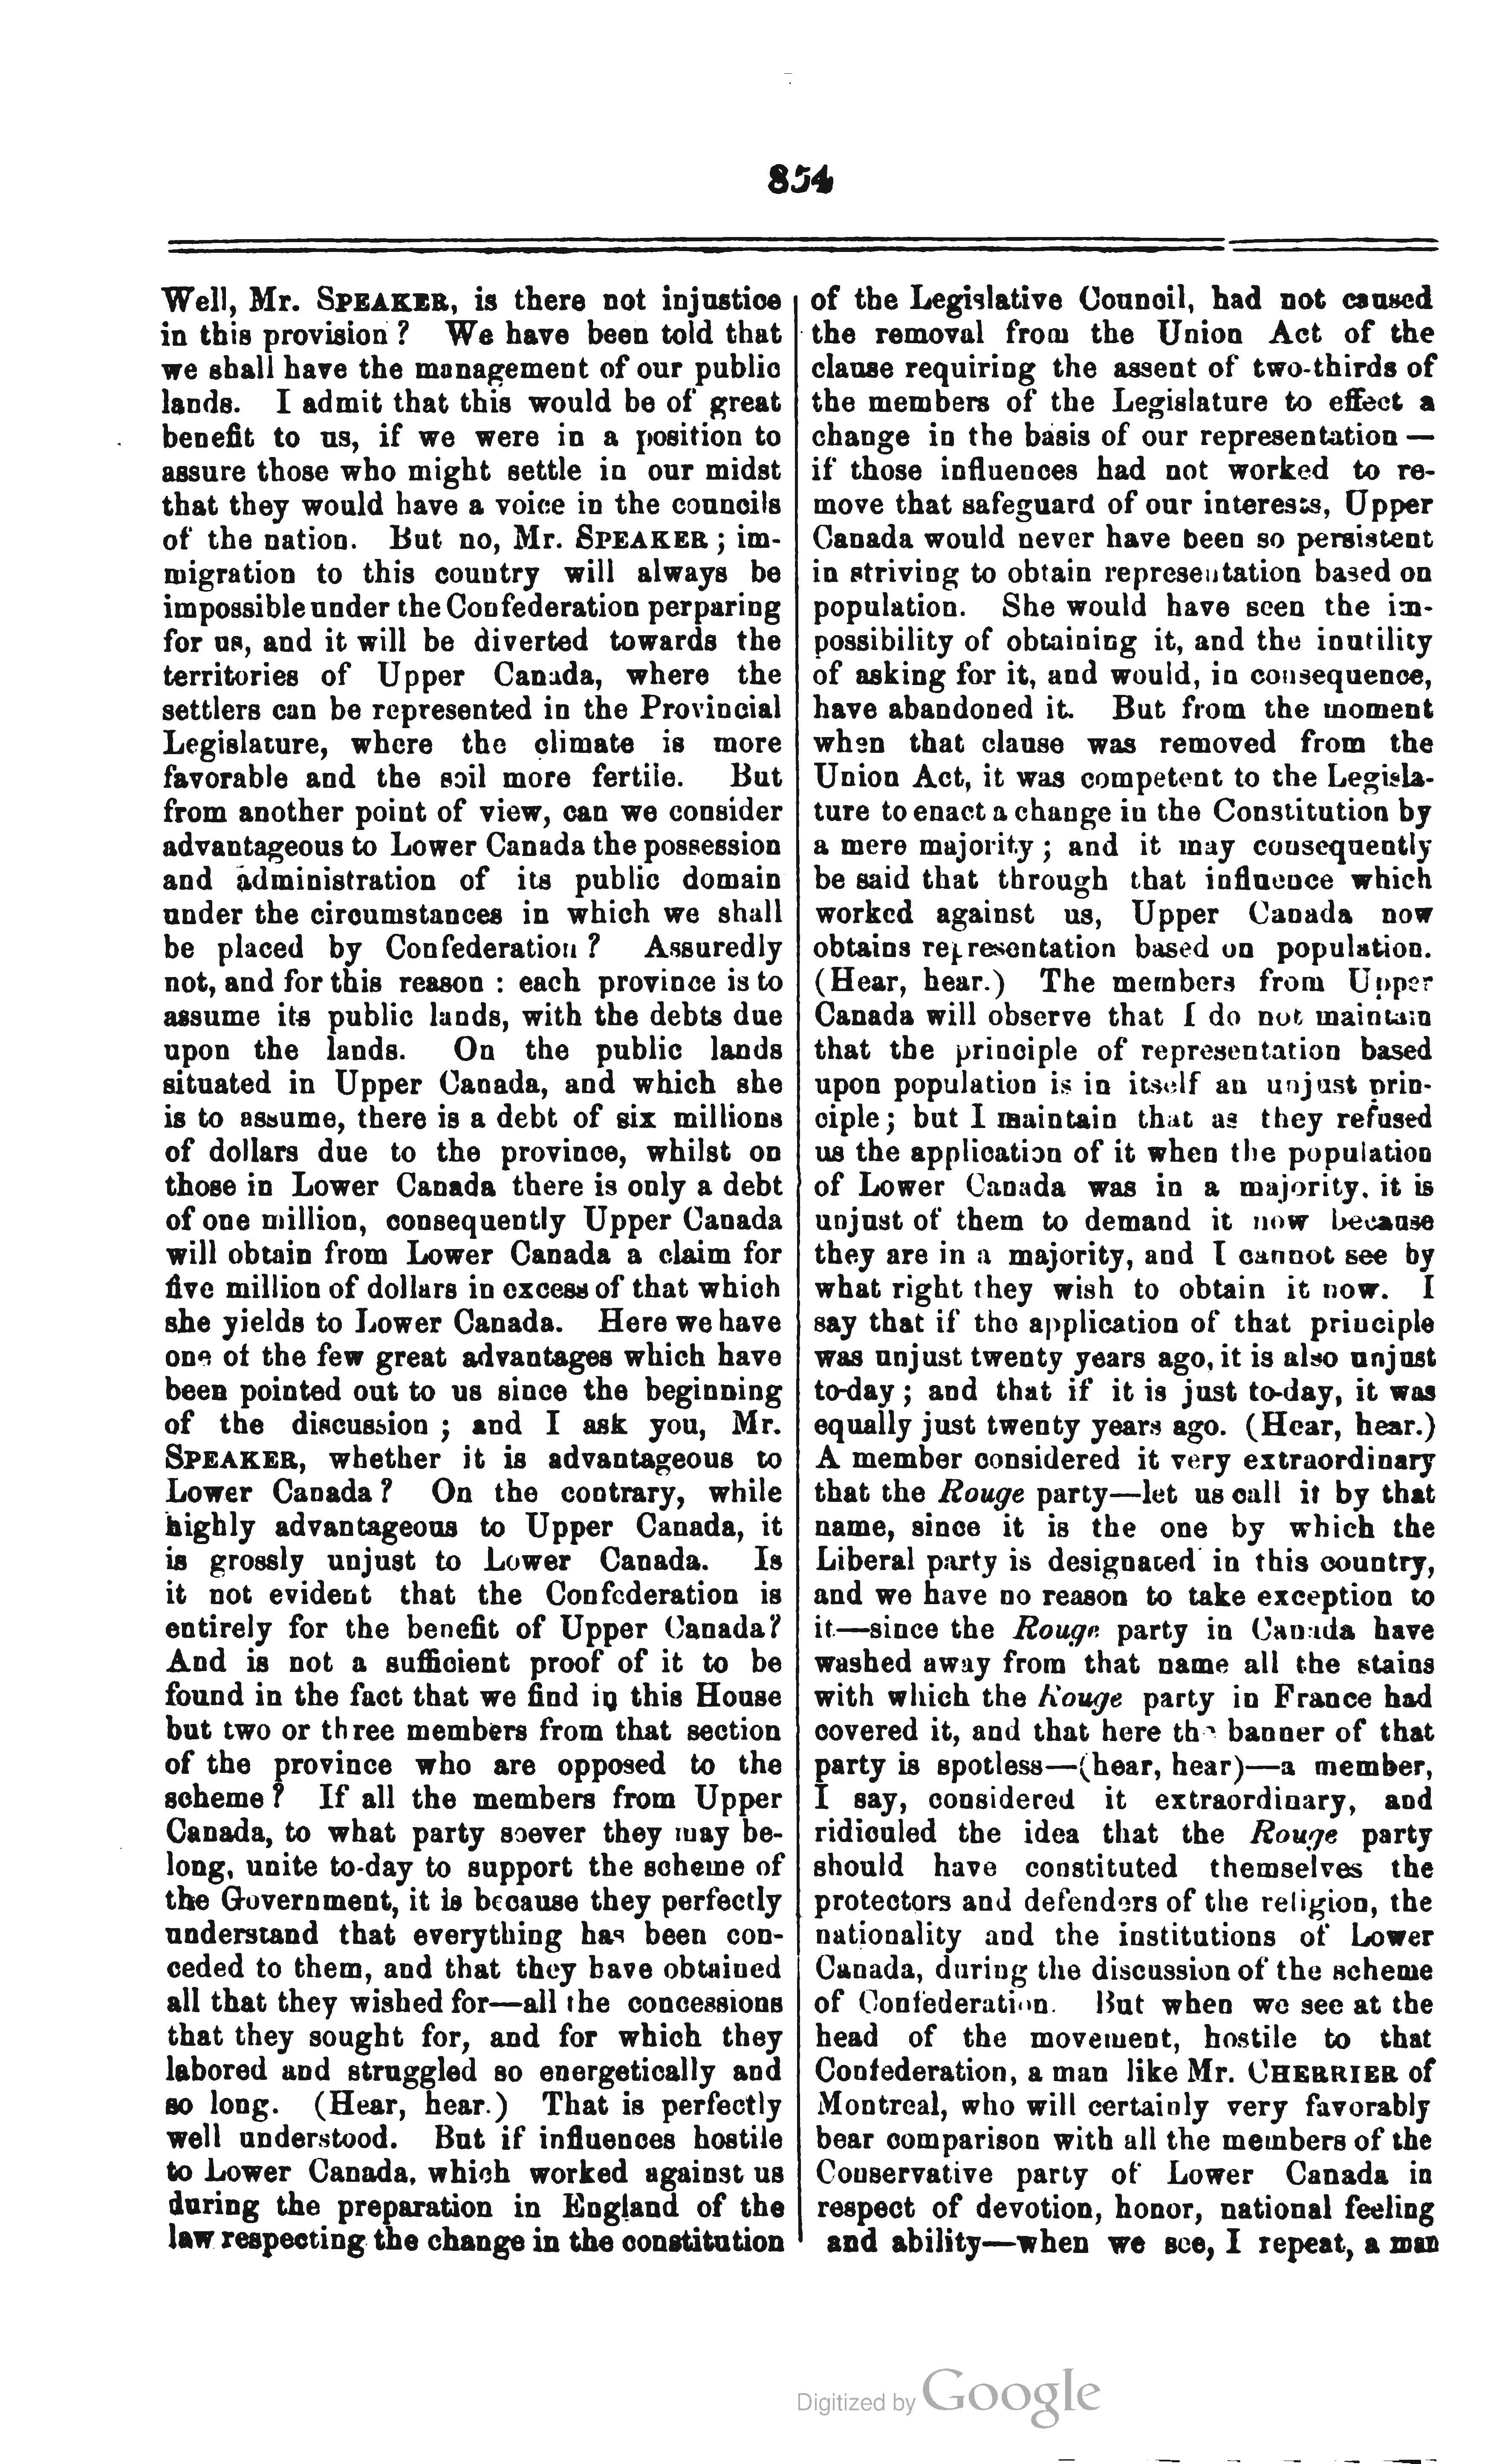 854
Well, Mr. SPEAKER, is there not injustice
in this provision ? We have been told that
we shall have the management of our public
lands. I admit that this would be of great
benefit to us, if we were in a position to
assure those who might settle in our midst
that they would have a voice in the councils
of the nation. But no, Mr. SPEAKER ; im-
migration to this country will always be
impossible under the Confederation perparing
for us, and it will be diverted towards the
territories of Upper Canada, where the
settlers can be represented in the Provincial
Legislature, where the climate is more
favorable and the soil more fertile. But
from another point of view, can we consider
advantageous to Lower Canada the possession
and administration of its public domain
under the circumstances in which we shall
be placed by Confederation ? Assuredly
not, and for this reason : each province is to
assume its public lands, with the debts due
upon the lands. On the public lands
situated in Upper Canada, and which she
is to assume, there is a debt of six millions
of dollars due to the province, whilst on
those in Lower Canada there is only a debt
of one million, consequently Upper Canada
will obtain from Lower Canada a claim for
five million of dollars in excess of that which
she yields to Lower Canada. Here we have
one of the few great advantages which have
been pointed out to us since the beginning
of the discussion ; and I ask you, Mr.
SPEAKER, whether it is advantageous to
Lower Canada ? On the contrary, while
highly advantageous to Upper Canada, it
is grossly unjust to Lower Canada. Is
it not evident that the Confederation is
entirely for the benefit of Upper Canada?
And is not a sufficient proof of it to be
found in the fact that we find in this House
but two or three members from that section
of the province who are opposed to the
scheme ? If all the members from Upper
Canada, to what party soever they may be-
long, unite to-day to support the scheme of
the Government, it is because they perfectly
understand that everything has been con-
ceded to them, and that they have obtained
all that they wished for—all the concessions
that they sought for, and for which they
labored and struggled so energetically and
so long. (Hear, hear.) That is perfectly
well understood. But if influences hostile
to Lower Canada, which worked against us
during the preparation in England of the
law respecting the change in the constitution
of the Legislative Council, had not caused
the removal from the Union Act of the
clause requiring the assent of two-thirds of
the members of the Legislature to effect a
change in the basis of our representation —
if those influences had not worked to re-
move that safeguard of our interests, Upper
Canada would never have been so persistent
in striving to obtain representation based on
population. She would have seen the im-
possibility of obtaining it, and the inutility
of asking for it, and would, in consequence,
have abandoned it. But from the moment
when that clause was removed from the
Union Act, it was competent to the Legisla-
ture to enact a change in the Constitution by
a mere majority ; and it may consequently
be said that through that influence which
worked against us, Upper Canada now
obtains representation based on population.
(Hear, hear.) The members from Upper
Canada will observe that I do not maintain
that the principle of representation based
upon population is in itself an unjust prin-
ciple ; but I maintain that as they refused
us the application of it when the population
of Lower Canada was in a majority, it is
unjust of them to demand it now because
they are in a majority, and I cannot see by
what right they wish to obtain it now. I
say that if the application of that principle
was unjust twenty years ago, it is also unjust
to-day ; and that if it is just to-day, it was
equally just twenty years ago. (Hear, hear.)
A member considered it very extraordinary
that the Rouge party—let us call it by that
name, since it is the one by which the
Liberal party is designated in this country,
and we have no reason to take exception to
it—since the Rouge party in Canada have
washed away from that name all the stains
with which the Rouge party in France had
covered it, and that here the banner of that
party is spotless—(hear, hear)—a member,
I say, considered it extraordinary, and
ridiculed the idea that the Rouge party
should have constituted themselves the
protectors and defenders of the religion, the
nationality and the institutions of Lower
Canada, during the discussion of the scheme
of Confederation. But when we see at the
head of the movement, hostile to that
Confederation, a man like Mr. CHERRIER of
Montreal, who will certainly very favorably
bear comparison with all the members of the
Conservative party of Lower Canada in
respect of devotion, honor, national feeling
and ability—when we see, I repeat, a man
Digitized by Google